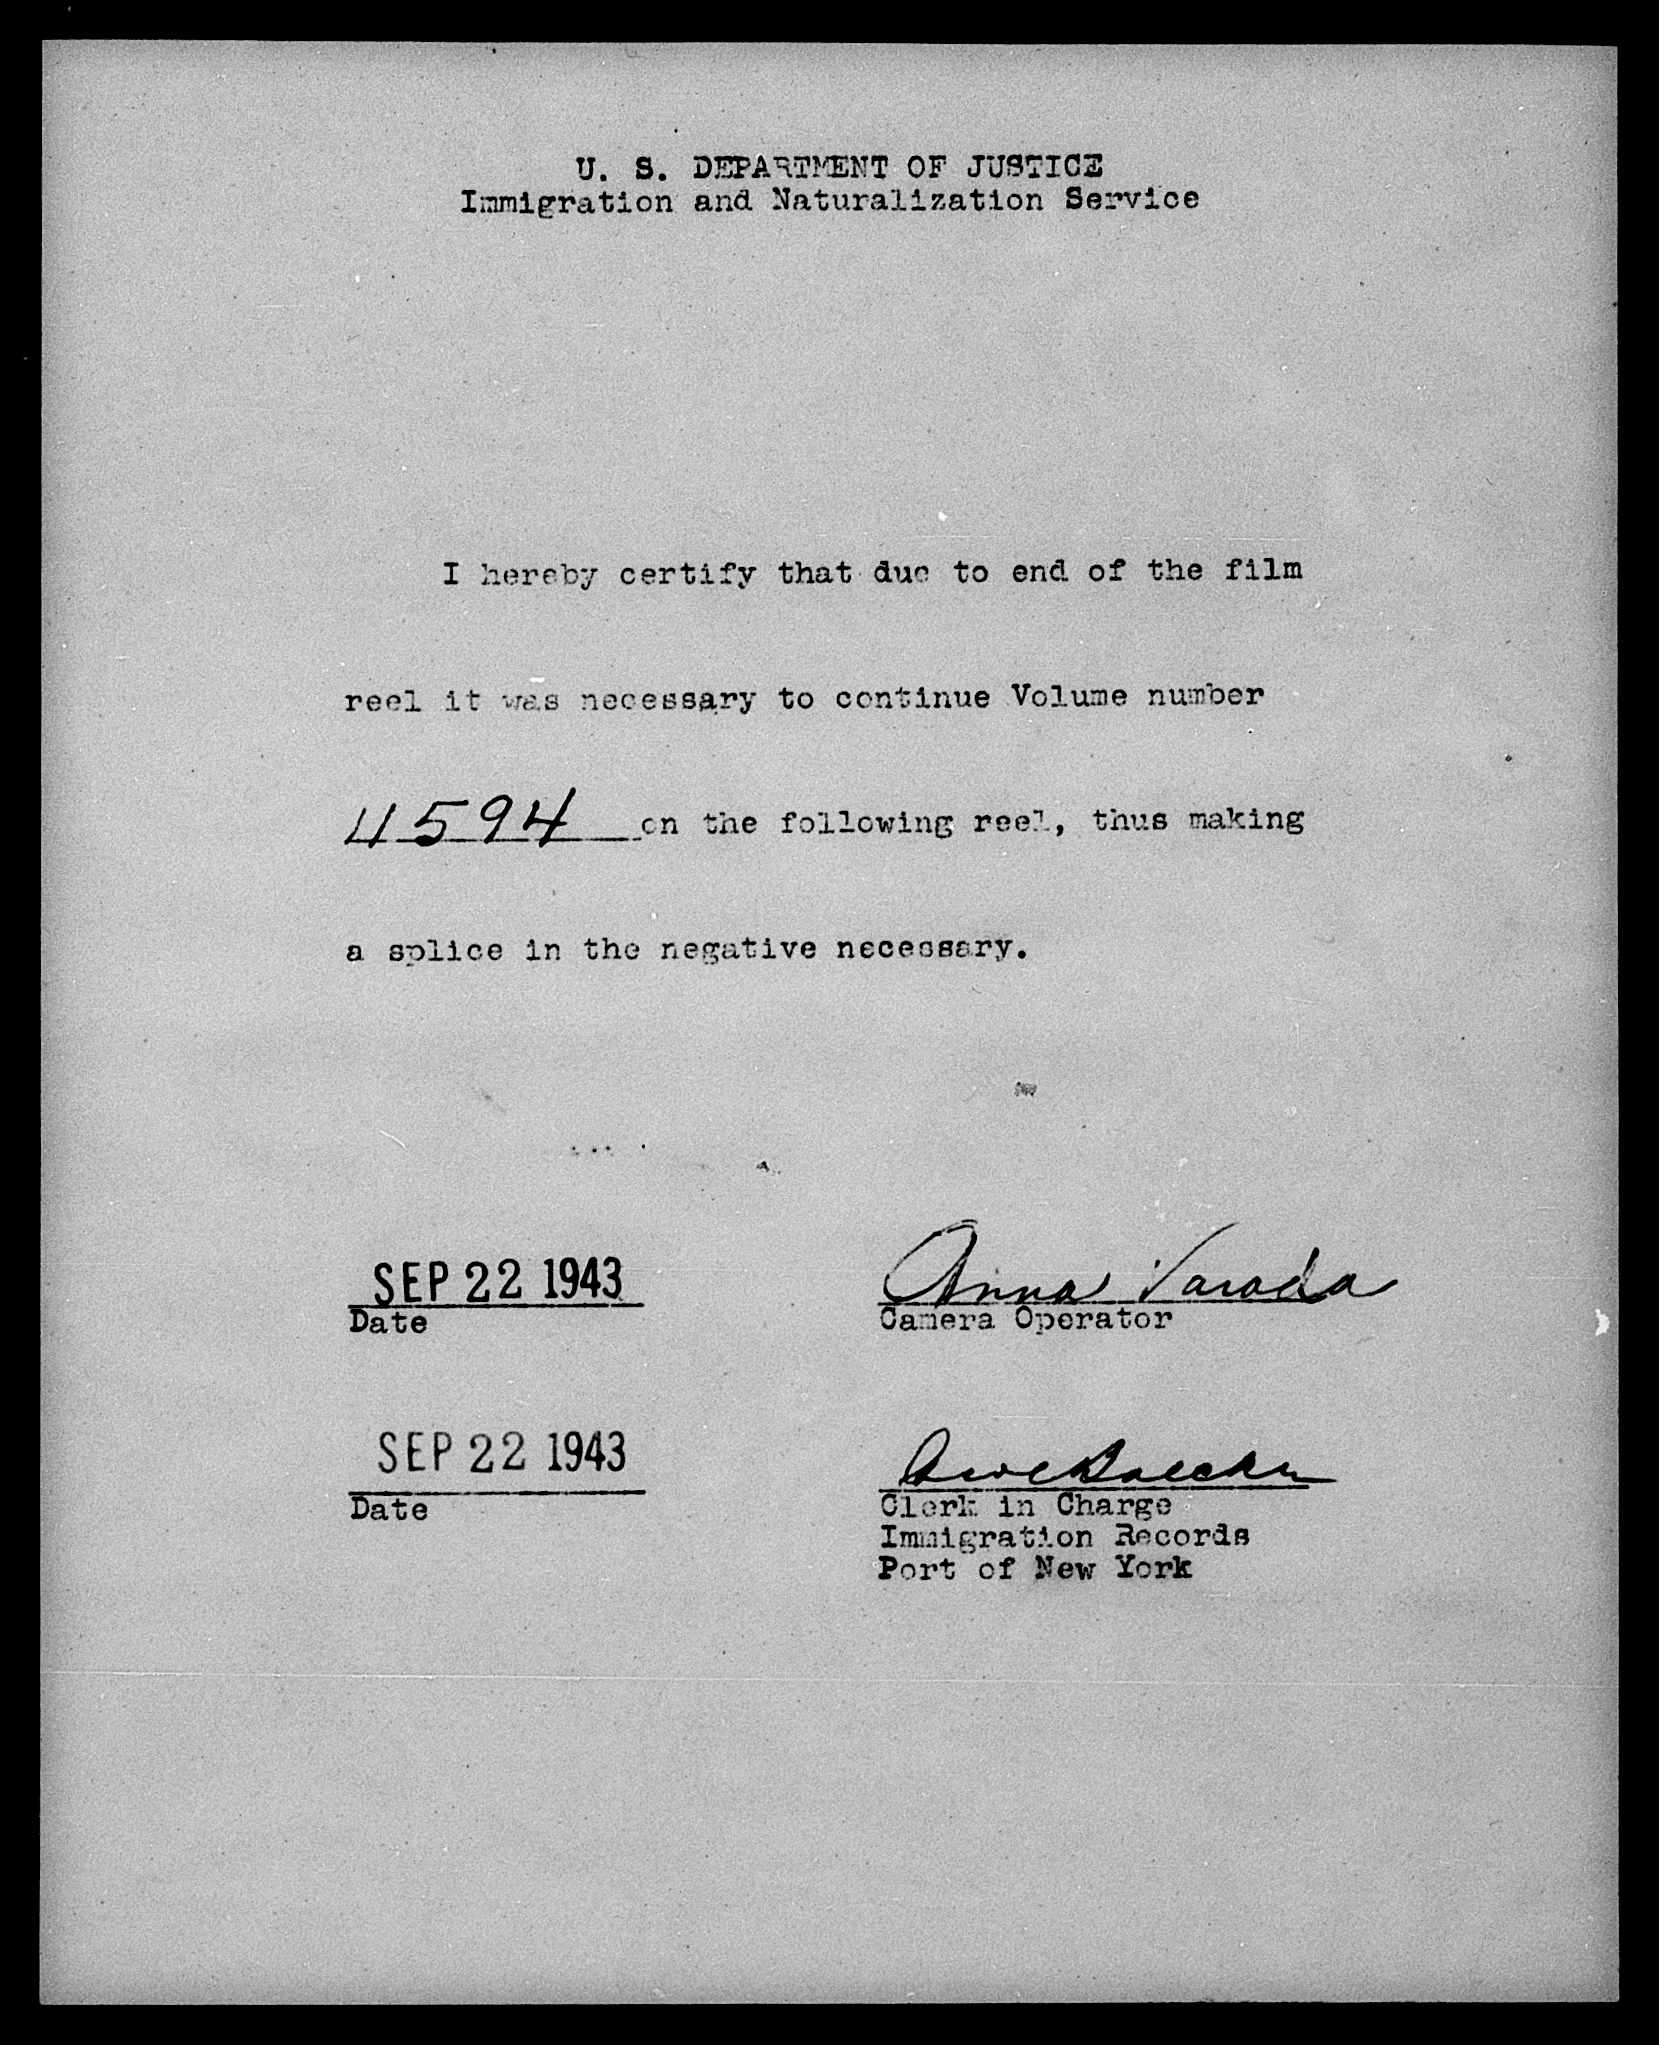 U. S. DEPARTMENT OF JUSTICE
Immigration and Naturalization Service
I hereby certify that due to end of the film
reel it was necessary to continue Volume number
4594 on the following reel, thus making
a splice in the negative necessary.
SEP 22 1943
Date
Anna Varada
Camera Operator
SEP 22 1943
Date
Clerk in Charge
Immigration Records
Port of New York